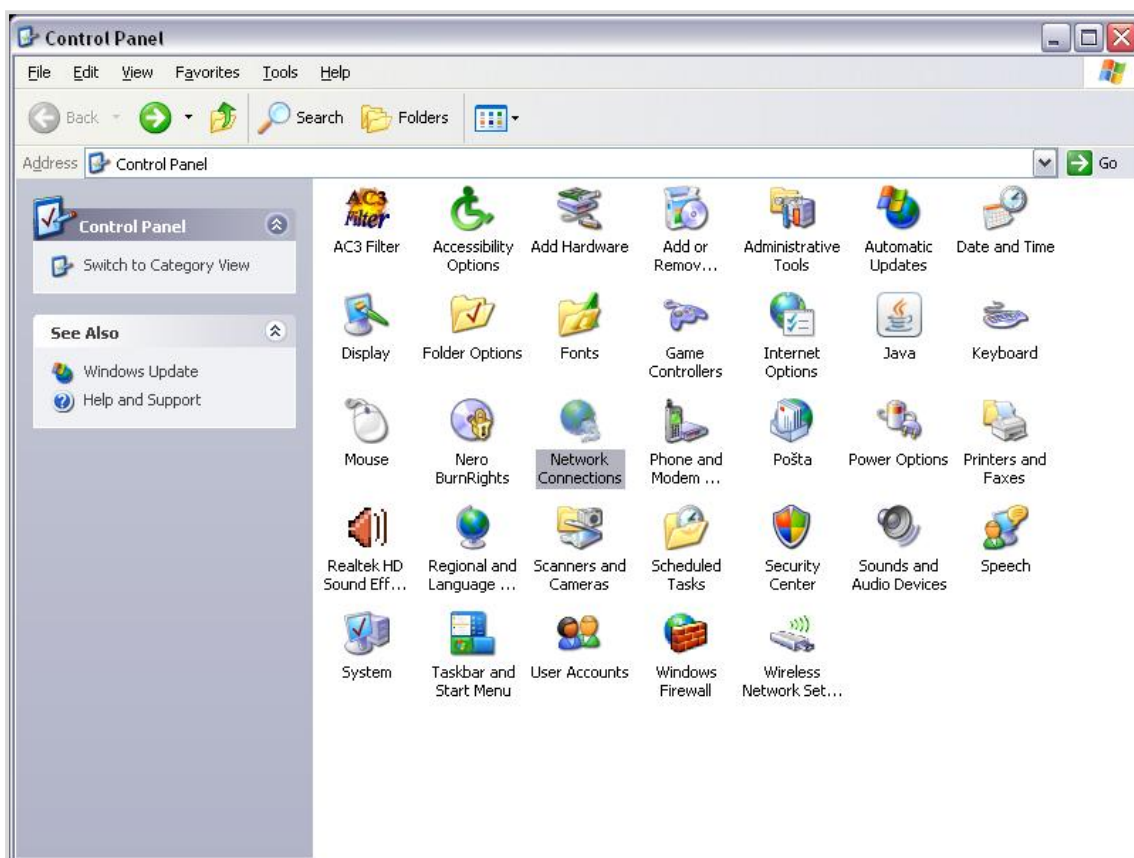 Control Panel
File Edit View Favorites Tools Help
Back Search Folders
Address Control Panel Go
Control Panel
Switch to Category View
See Also
Windows Update
Help and Support
AC3 Filter
AC3 Filter
Accessibility
Options
Add Hardware
Add or
Remov...
Administrative
Tools
Automatic
Updates
Date and Time
Display
Folder Options
Fonts
Game
Controllers
Internet
Options
Java
Keyboard
Mouse
Nero
BurnRights
Network
Connections
Phone and
Modem ...
Pošta
Power Options
Printers and
Faxes
Realtek HD
Sound Eff...
Regional and
Language ...
Scanners and
Cameras
Scheduled
Tasks
Security
Center
Sounds and
Audio Devices
Speech
System
Taskbar and
Start Menu
User Accounts
Windows
Firewall
Wireless
Network Set...